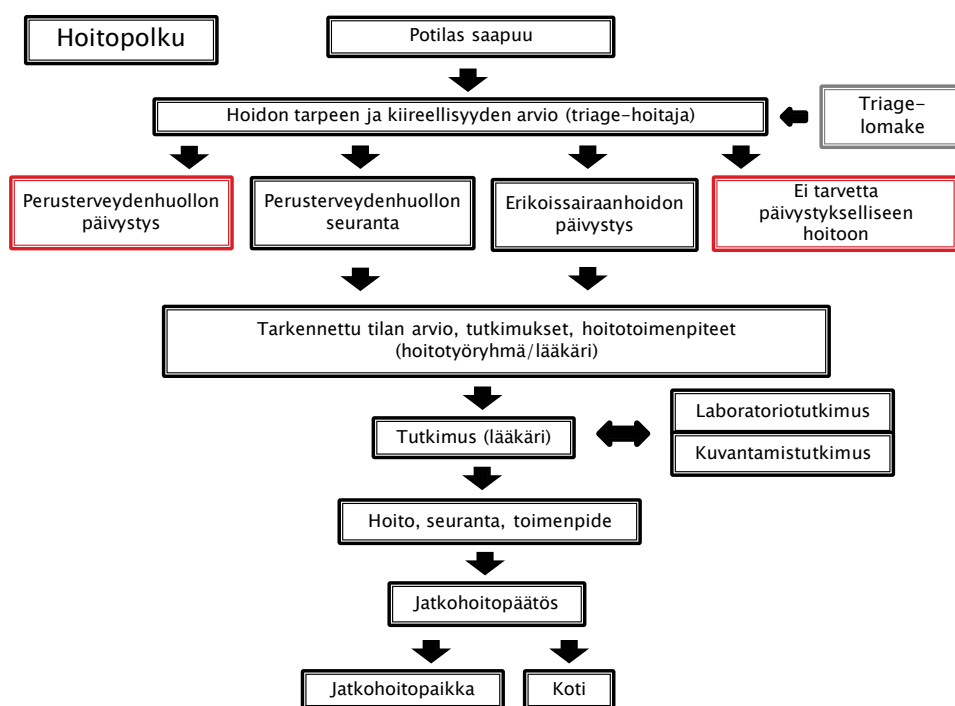 Hoitopolku
Potilas saapuu
Hoidon tarpeen ja kiireellisyyden arvio (triage-hoitaja)
Triage-
lomake
Perusterveydenhuollon
päivystys
Perusterveydenhuollon
seuranta
Erikoissairaanhoidon
päivystys
Ei tarvetta
päivystykselliseen
hoitoon
Tarkennettu tilan arvio, tutkimukset, hoitotoimenpiteet
(hoitotyöryhmä/lääkäri)
Tutkimus (lääkäri)
Laboratoriotutkimus
Kuvantamistutkimus
Hoito, seuranta, toimenpide
Jatkohoitopäätös
Jatkohoitopaikka
Koti